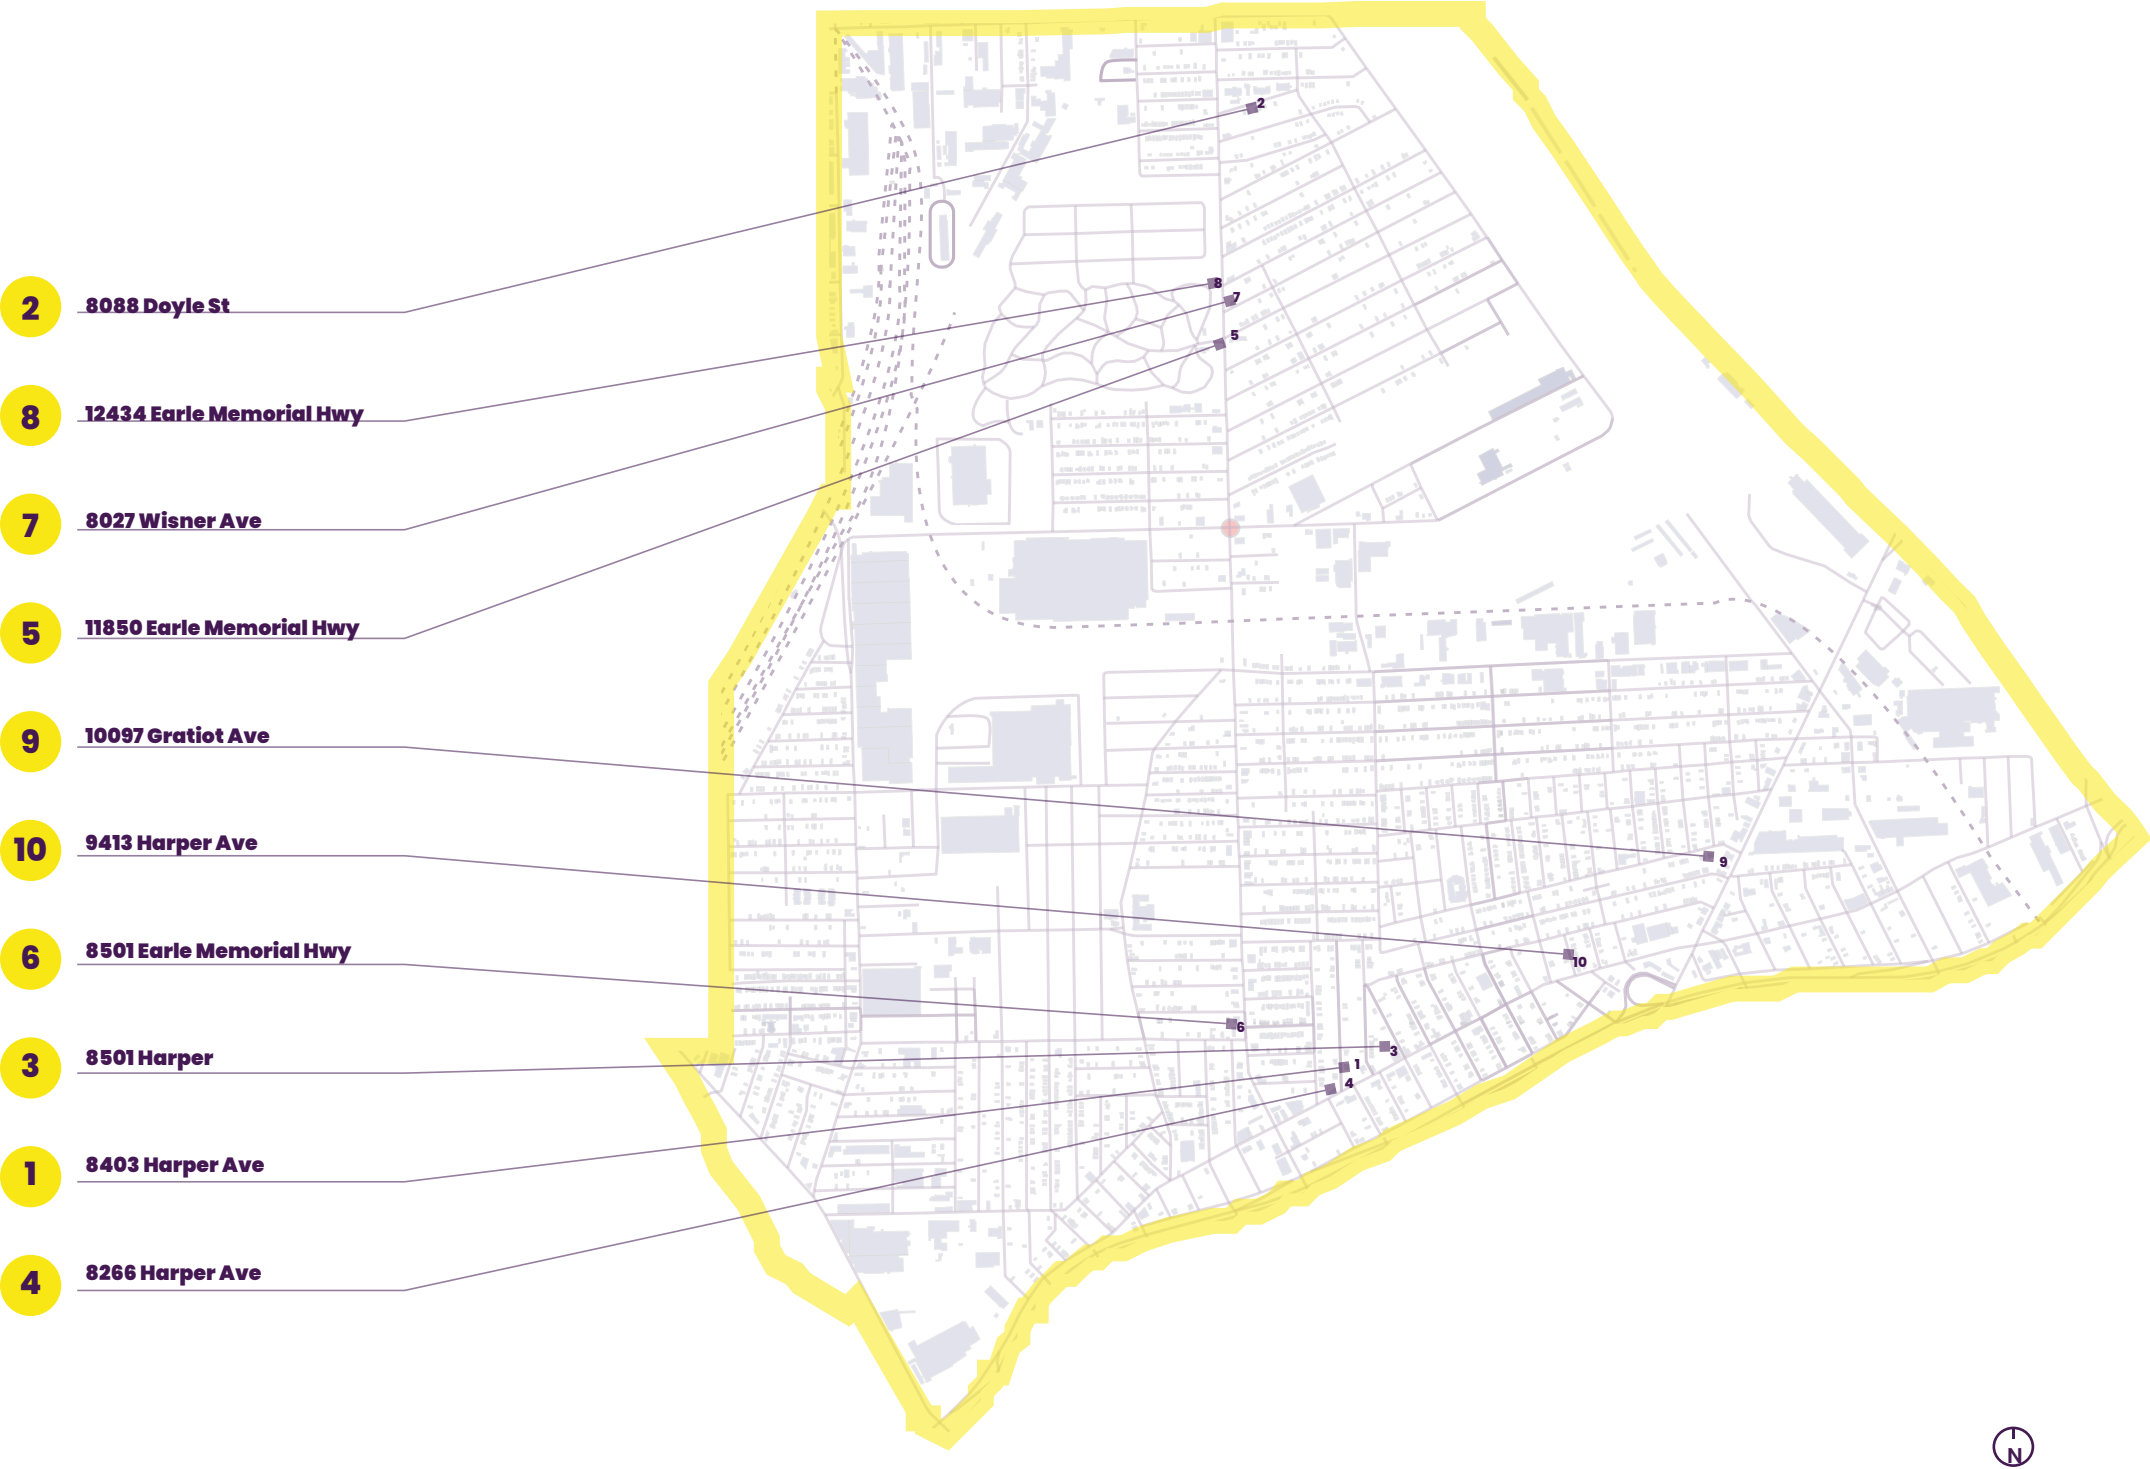 2
8088 Doyle St
8
12434 Earle Memorial Hwy
7
8027 Wisner Ave
5
11850 Earle Memorial Hwy
9
10097 Gratiot Ave
10
9413 Harper Ave
6
8501 Earle Memorial Hwy
3
8501 Harper
1
8403 Harper Ave
4
8266 Harper Ave
2
8
7
5
9
10
6
3
1
4
N